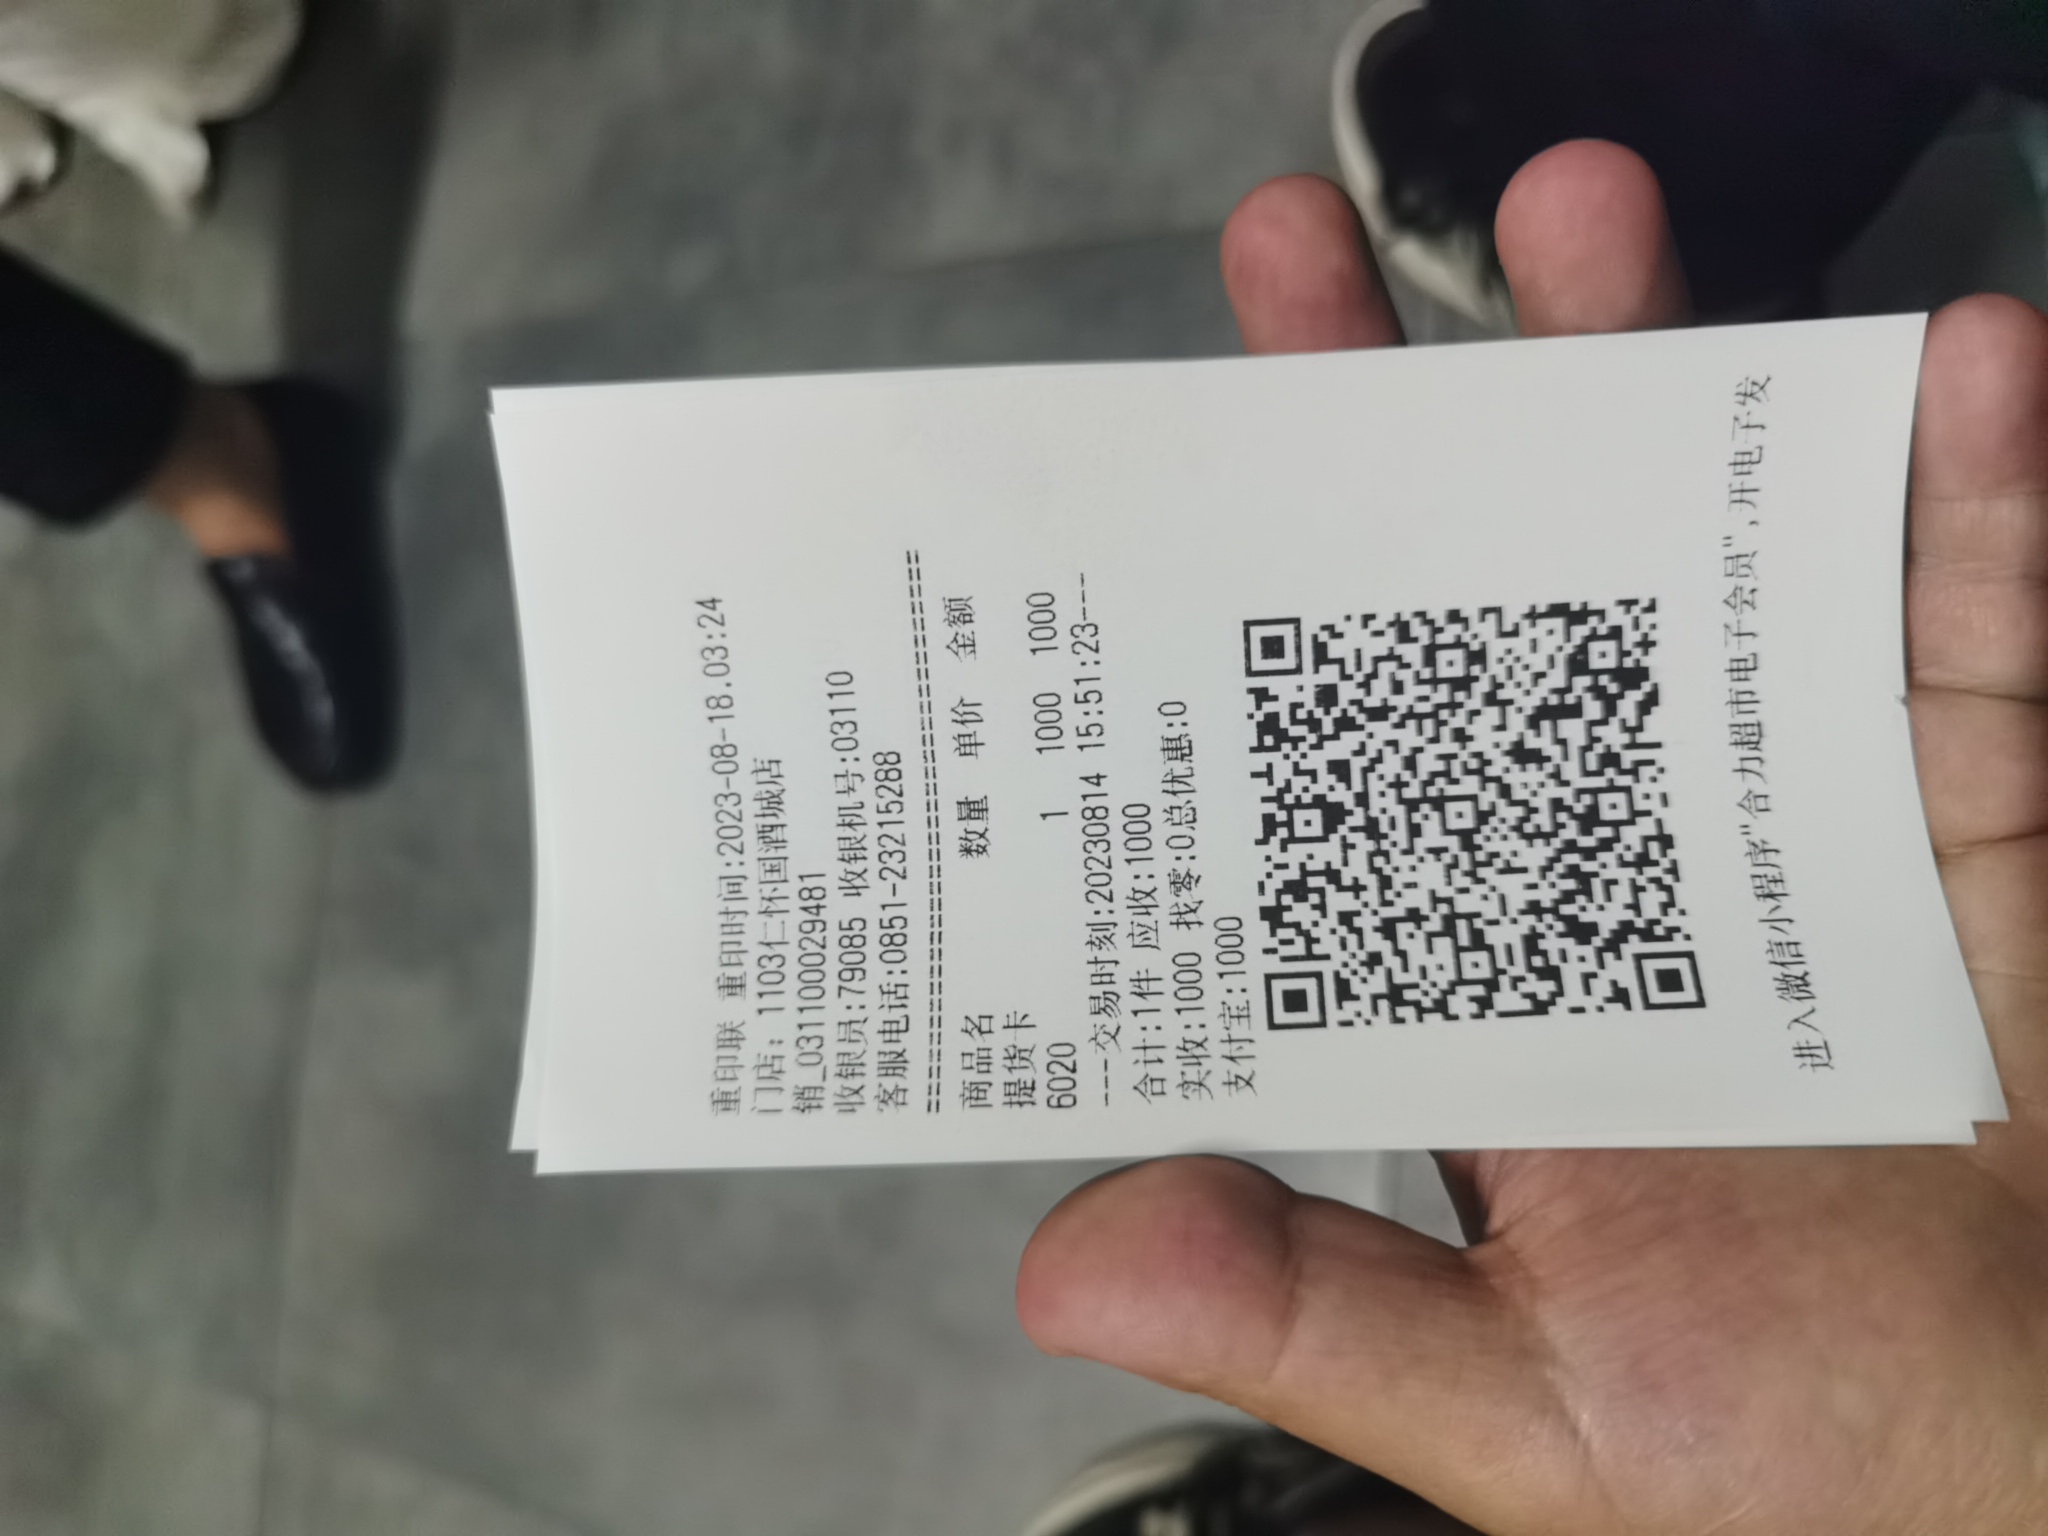 重印联 重印时间:2023-08-18.03:24
门店: 1103仁怀国酒城店
销_0311000029481
收银员:79085 收银机号:03110
客服电话:0851-23215288
================================
商品名 数量 单价 金额
提货卡
6020 1 1000 1000
---交易时刻:20230814 15:51:23---
合计:1件 应收:1000
实收:1000 找零:0总优惠:0
支付宝:1000
进入微信小程序"合力超市电子会员",开电子发